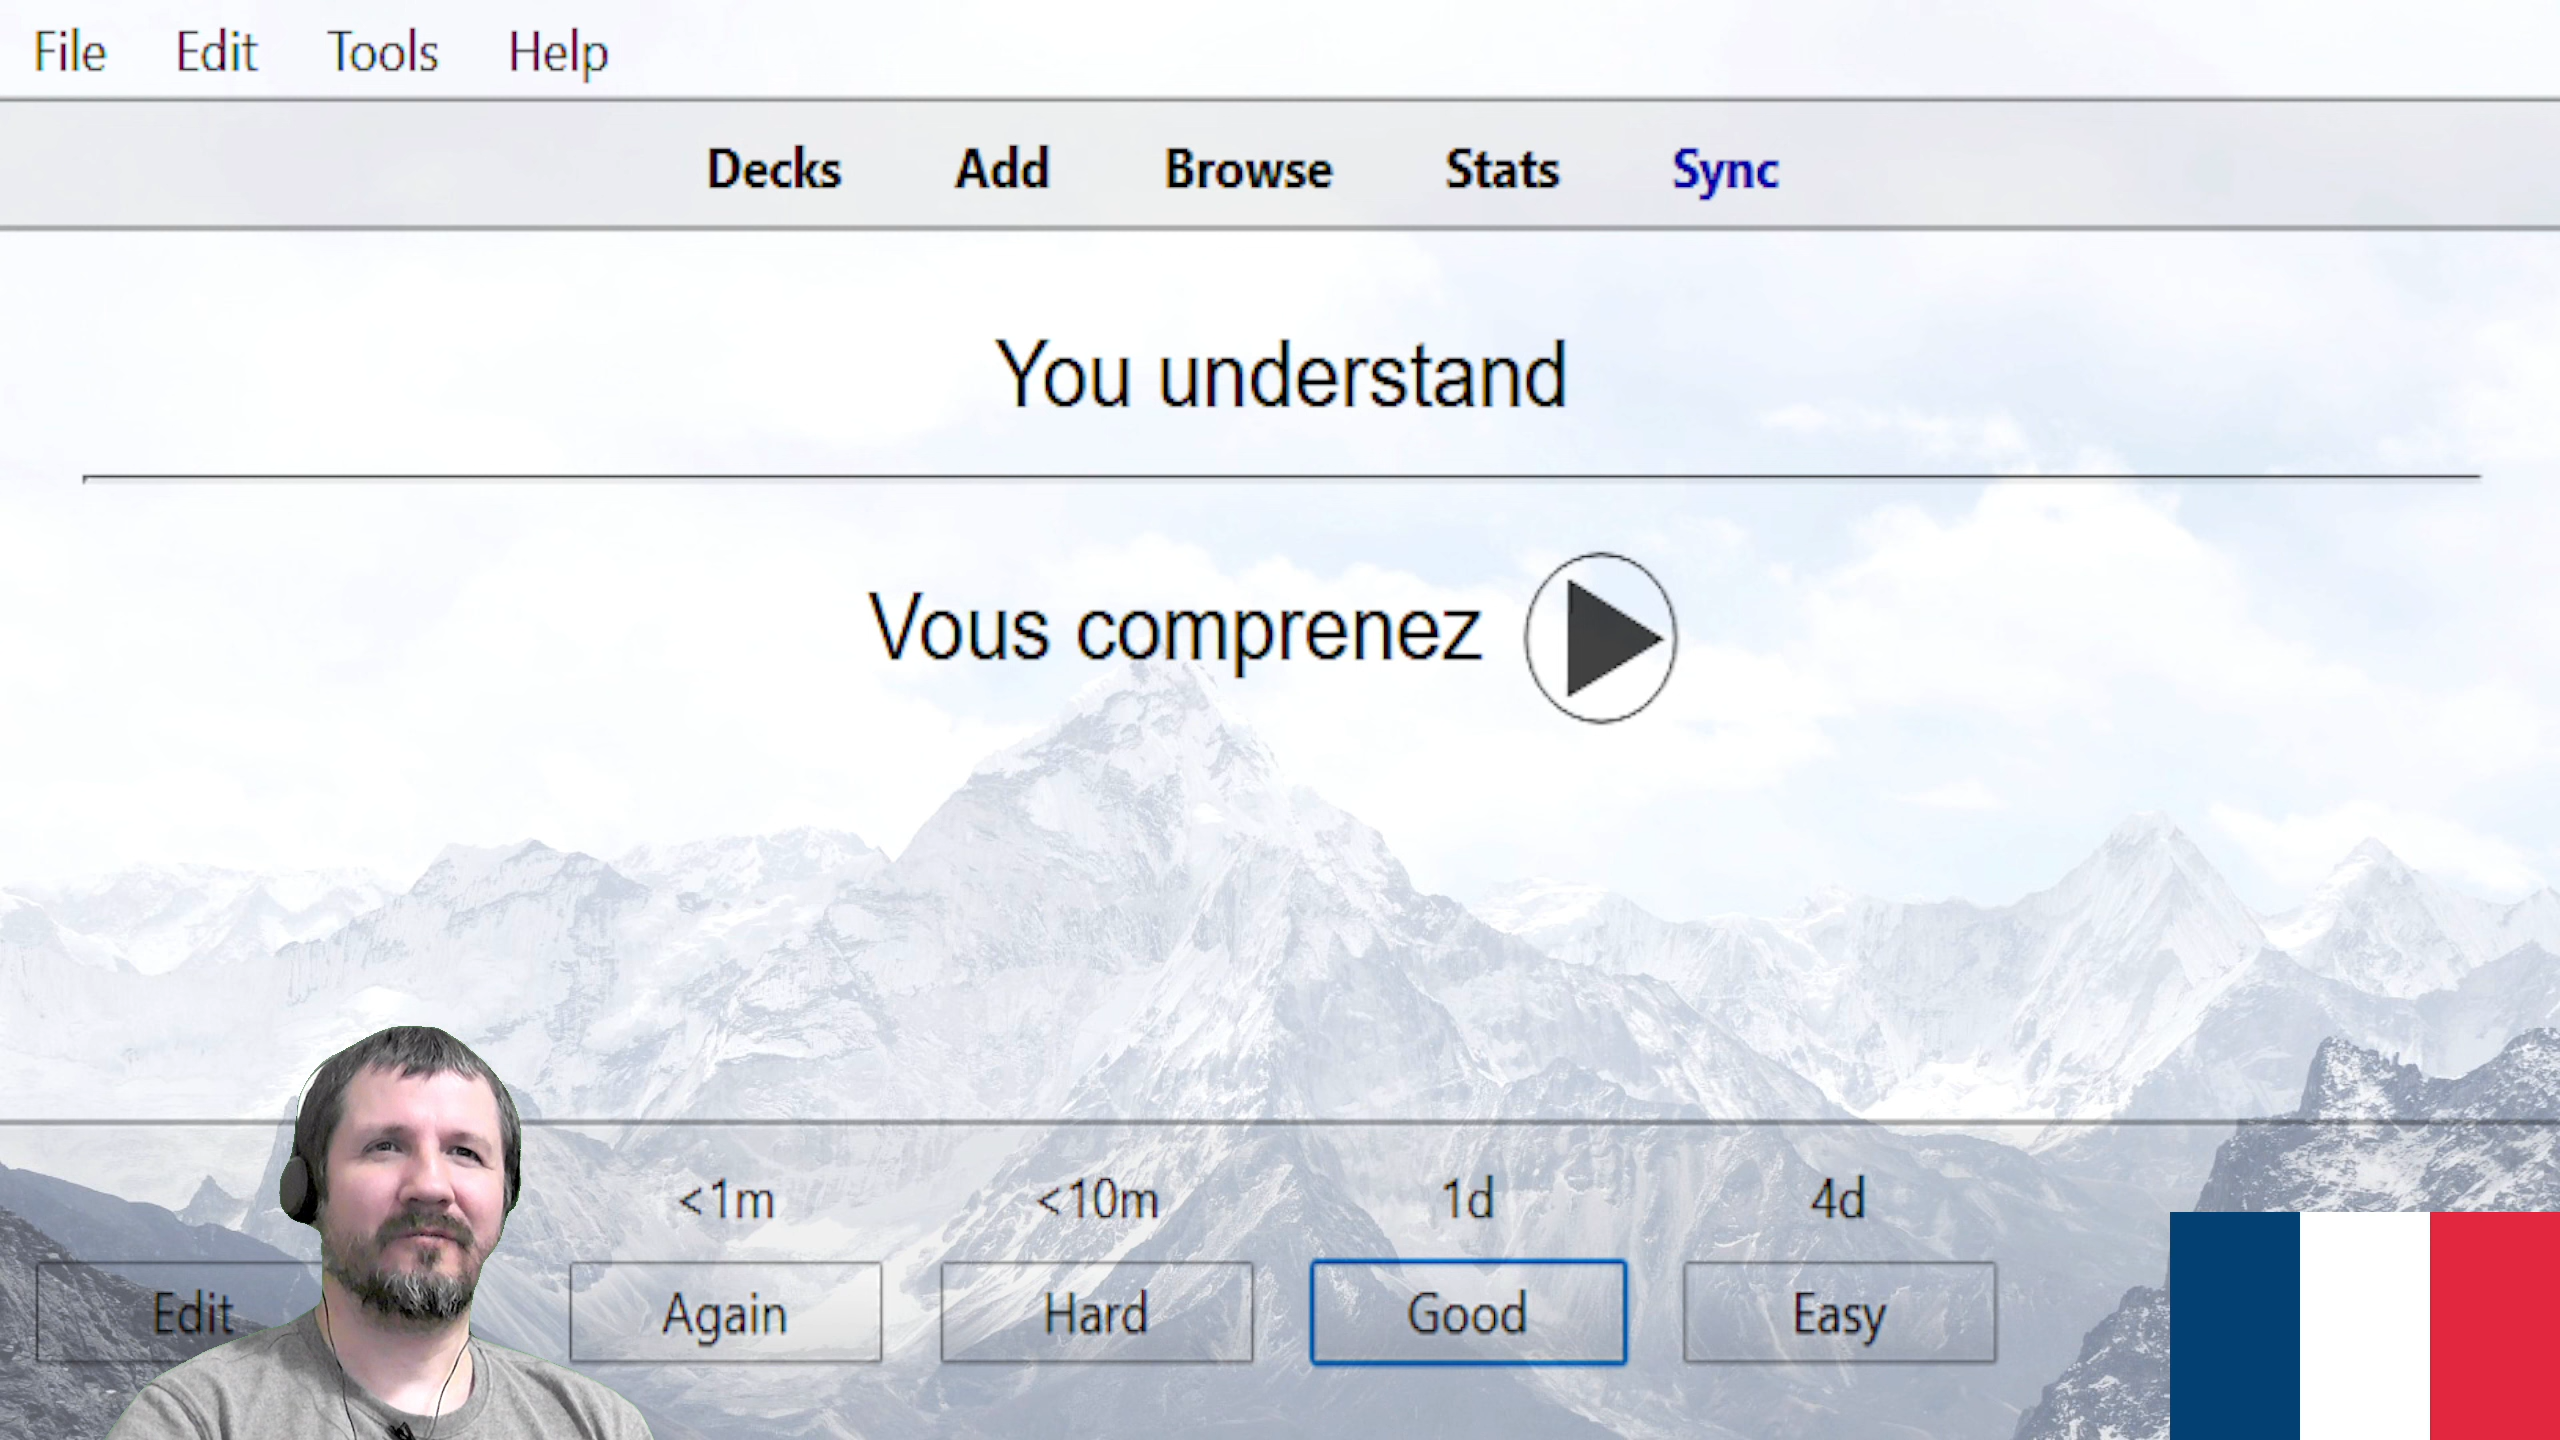 File Edit Tools Help
Decks Add Browse Stats Sync
You understand
Vous comprenez
<1m <10m 1d 4d
Edit Again Hard Good Easy